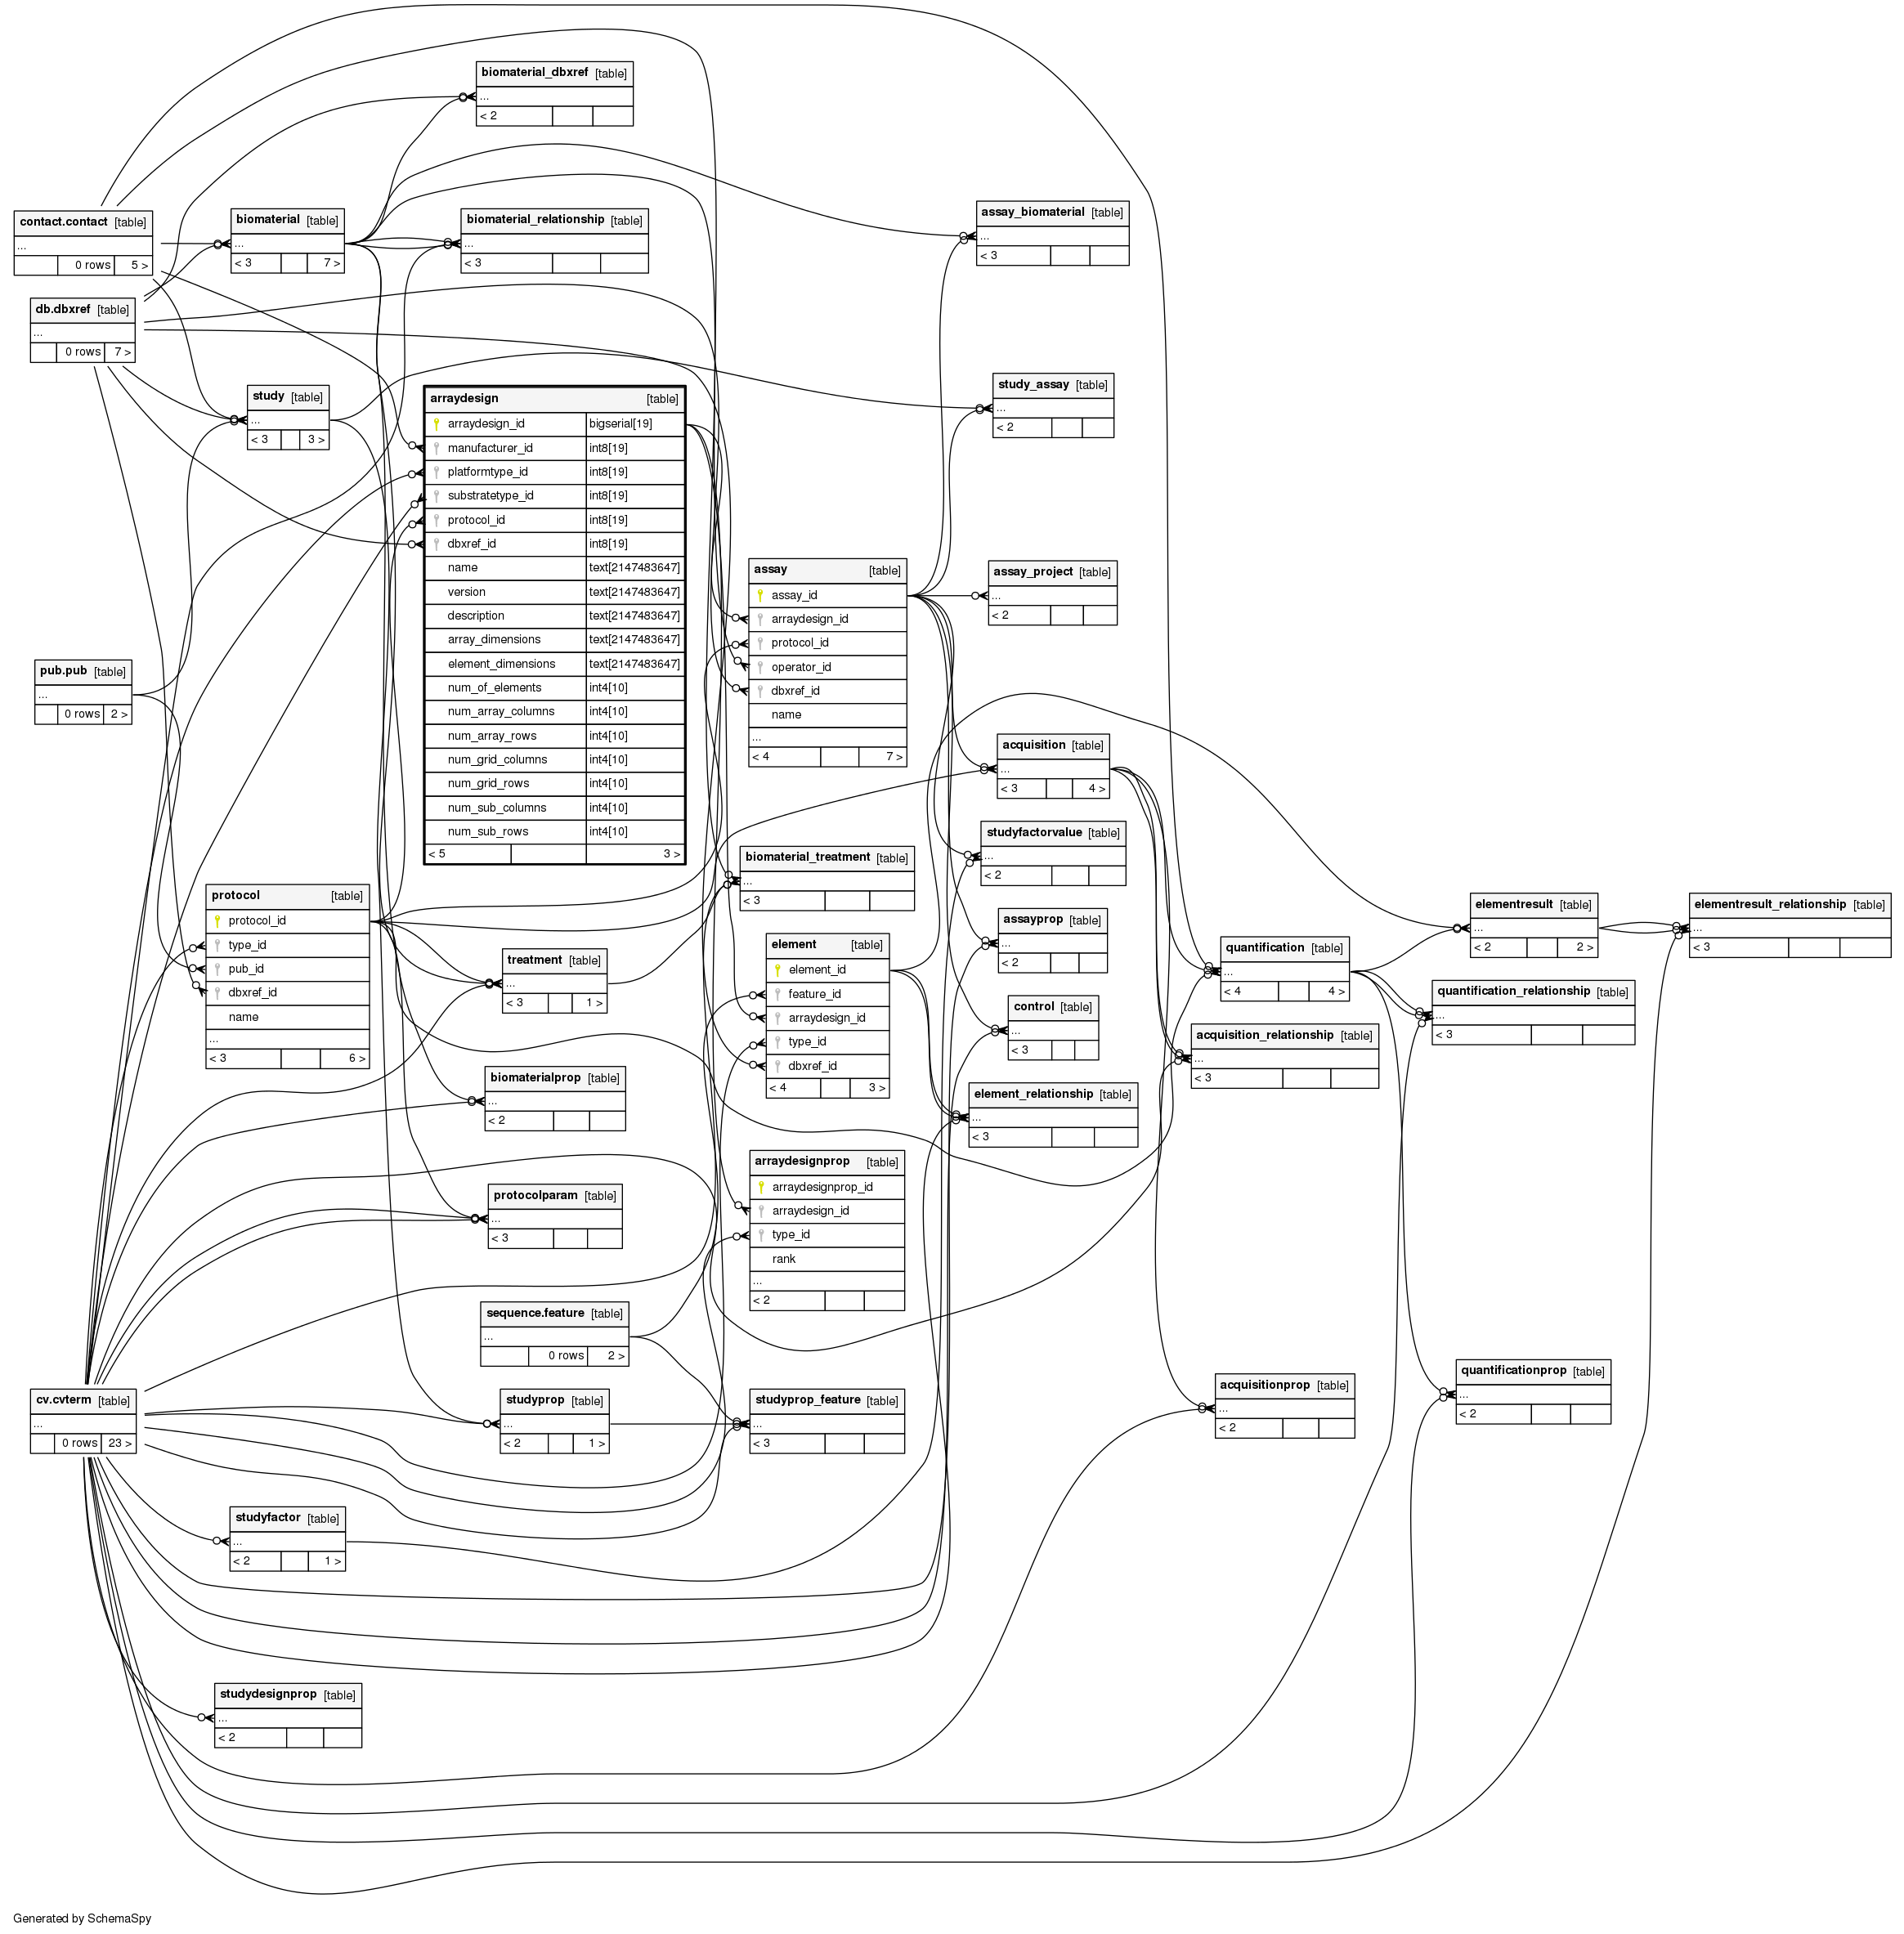 biomaterial_dbxref [table]
...
< 2
contact.contact [table]
...
0 rows 5 >
biomaterial [table]
...
< 3 7 >
biomaterial_relationship [table]
...
< 3
assay_biomaterial [table]
...
< 3
db.dbxref [table]
...
0 rows 7 >
study [table]
...
< 3 3 >
arraydesign [table]
arraydesign_id bigserial[19]
manufacturer_id int8[19]
platformtype_id int8[19]
substratetype_id int8[19]
protocol_id int8[19]
dbxref_id int8[19]
name text[2147483647]
version text[2147483647]
description text[2147483647]
array_dimensions text[2147483647]
element_dimensions text[2147483647]
num_of_elements int4[10]
num_array_columns int4[10]
num_array_rows int4[10]
num_grid_columns int4[10]
num_grid_rows int4[10]
num_sub_columns int4[10]
num_sub_rows int4[10]
< 5 3 >
study_assay [table]
...
< 2
assay [table]
assay_id
arraydesign_id
protocol_id
operator_id
dbxref_id
name
...
< 4 7 >
assay_project [table]
...
< 2
pub.pub [table]
...
0 rows 2 >
acquisition [table]
...
< 3 4 >
studyfactorvalue [table]
...
< 2
biomaterial_treatment [table]
...
< 3
protocol [table]
protocol_id
type_id
pub_id
dbxref_id
name
...
< 3 6 >
treatment [table]
...
< 3 1 >
element [table]
element_id
feature_id
arraydesign_id
type_id
dbxref_id
< 4 3 >
assayprop [table]
...
< 2
quantification [table]
...
< 4 4 >
elementresult [table]
...
< 2 2 >
elementresult_relationship [table]
...
< 3
control [table]
...
< 3
quantification_relationship [table]
...
< 3
acquisition_relationship [table]
...
< 3
biomaterialprop [table]
...
< 2
element_relationship [table]
...
< 3
arraydesignprop [table]
arraydesignprop_id
arraydesign_id
type_id
rank
...
< 2
protocolparam [table]
...
< 3
sequence.feature [table]
...
0 rows 2 >
cv.cvterm [table]
...
0 rows 23 >
studyprop [table]
...
< 2 1 >
studyprop_feature [table]
...
< 3
acquisitionprop [table]
...
< 2
quantificationprop [table]
...
< 2
studyfactor [table]
...
< 2 1 >
studydesignprop [table]
...
< 2
Generated by SchemaSpy